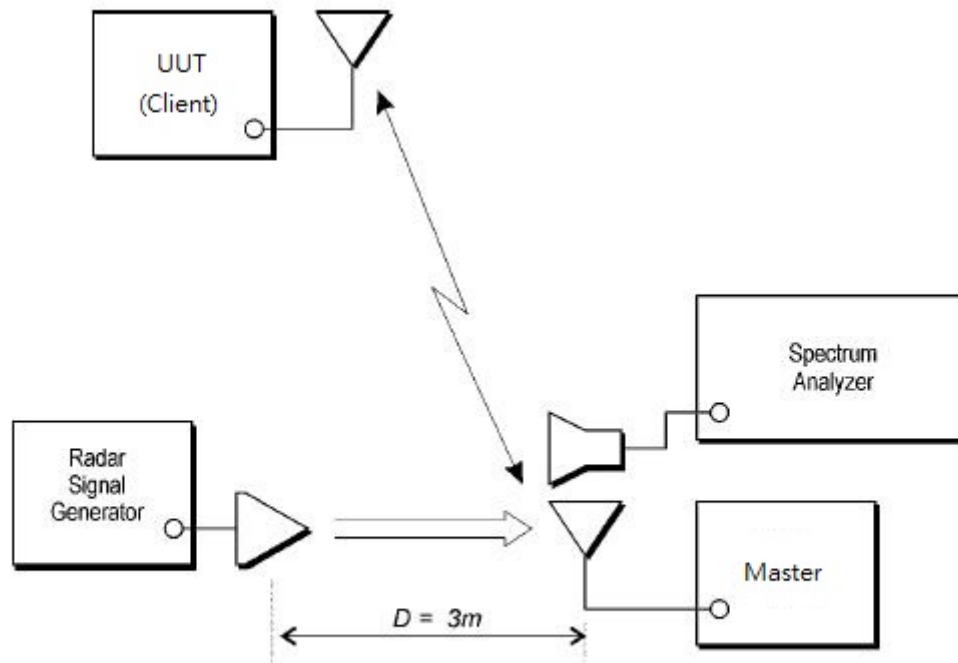 UUT
(Client)
Spectrum
Analyzer
Radar
Signal
Generator
Master
D = 3m